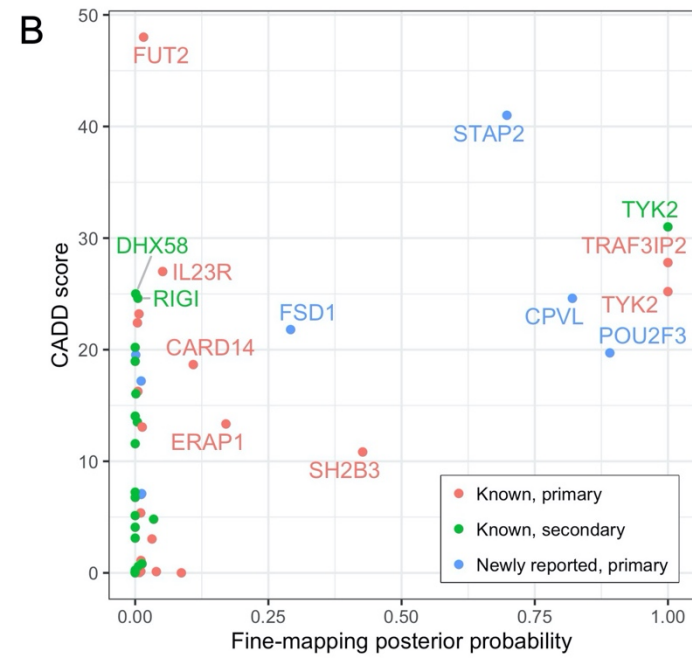 B
50
40
30
20
10
0
CADD score
FUT2
STAP2
TYK2
DHX58
TRAF3IP2
IL23R
RIGI
TYK2
FSD1
CPVL
POU2F3
CARD14
ERAP1
SH2B3
Known, primary
Known, secondary
Newly reported, primary
0.00 0.25 0.50 0.75 1.00
Fine-mapping posterior probability